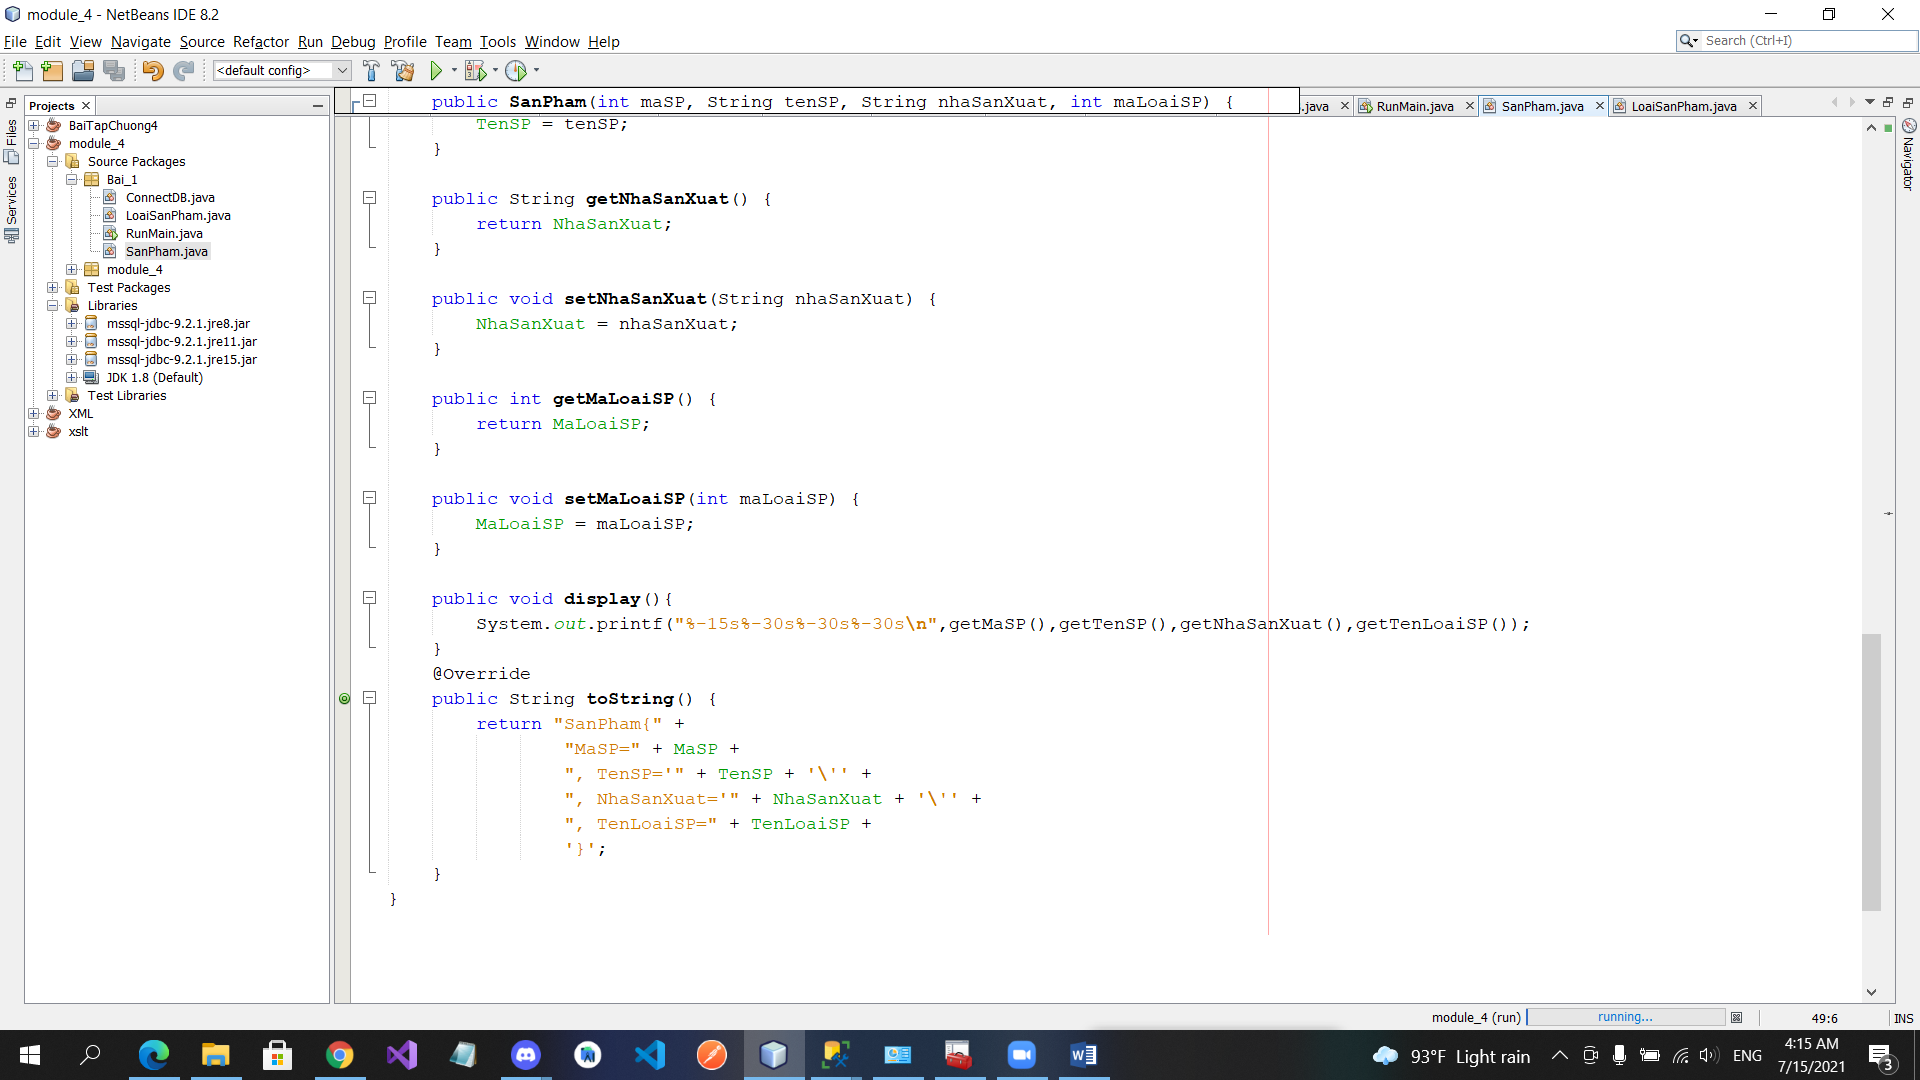 module_4 - NetBeans IDE 8.2
File Edit View Navigate Source Refactor Run Debug Profile Team Tools Window Help
Search (Ctrl+I)
<default config>
Projects
Files
Services
BaiTapChuong4
module_4
Source Packages
Bai_1
ConnectDB.java
LoaiSanPham.java
RunMain.java
SanPham.java
module_4
Test Packages
Libraries
mssql-jdbc-9.2.1.jre8.jar
mssql-jdbc-9.2.1.jre11.jar
mssql-jdbc-9.2.1.jre15.jar
JDK 1.8 (Default)
Test Libraries
XML
xslt
.java RunMain.java SanPham.java LoaiSanPham.java
Navigator
public SanPham(int maSP, String tenSP, String nhaSanXuat, int maLoaiSP) {
TenSP = tenSP;
}
public String getNhaSanXuat() {
return NhaSanXuat;
}
public void setNhaSanXuat(String nhaSanXuat) {
NhaSanXuat = nhaSanXuat;
}
public int getMaLoaiSP() {
return MaLoaiSP;
}
public void setMaLoaiSP(int maLoaiSP) {
MaLoaiSP = maLoaiSP;
}
public void display(){
System.out.printf("%-15s%-30s%-30s%-30s\n",getMaSP(),getTenSP(),getNhaSanXuat(),getTenLoaiSP());
}
@Override
public String toString() {
return "SanPham{" +
"MaSP=" + MaSP +
", TenSP='" + TenSP + '\'' +
", NhaSanXuat='" + NhaSanXuat + '\'' +
", TenLoaiSP=" + TenLoaiSP +
'}';
}
}
module_4 (run) running... 49:6 INS
93°F Light rain ENG
4:15 AM
7/15/2021
3